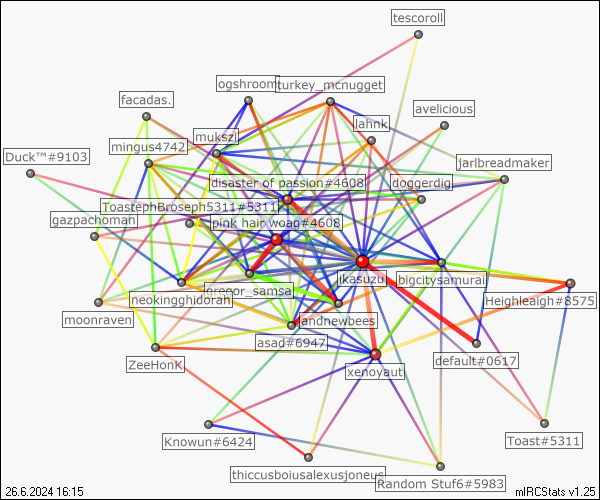 tescoroll
ogshroom
turkey_mcnugget
facadas.
avelicious
lahnk
mukszi
mingus4742
Duck™#9103
jarlbreadmaker
disaster of passion#4608
doggerdig
ToastephBroseph5311#5311
gazpachoman
pink hair woag#4608
ikasuzu
bigcitysamurai
gregor_samsa
neokingghidorah
Heighleaigh#8575
moonraven
landnewbees
asad#6947
default#0617
ZeeHonK
xenoyaut
Knowun#6424
Toast#5311
thiccusboiusalexusjoneus
Random Stuf6#5983
26.6.2024 16:15
mIRCStats v1.25